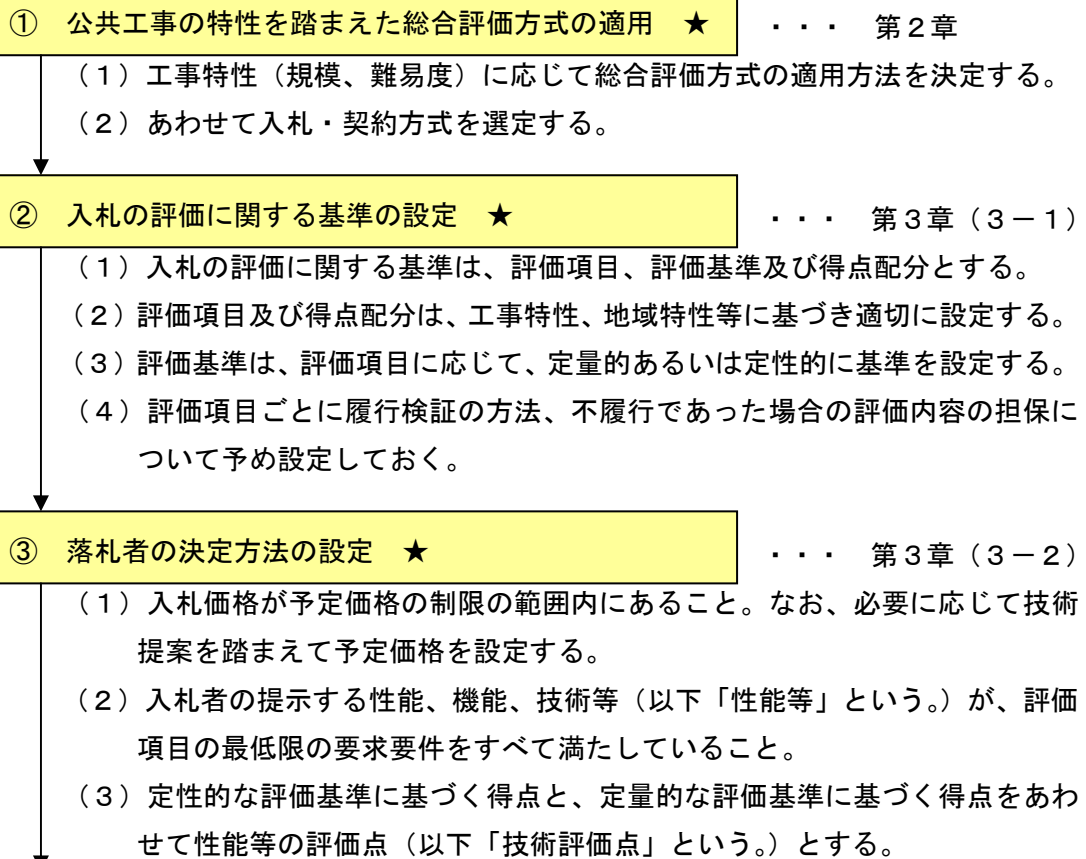 ① 公共工事の特性を踏まえた総合評価方式の適用 ★ ・・・ 第2章
(1)工事特性(規模、難易度)に応じて総合評価方式の適用方法を決定する。
(2)あわせて入札・契約方式を選定する。
② 入札の評価に関する基準の設定 ★ ・・・ 第3章(3-1)
(1)入札の評価に関する基準は、評価項目、評価基準及び得点配分とする。
(2)評価項目及び得点配分は、工事特性、地域特性等に基づき適切に設定する。
(3)評価基準は、評価項目に応じて、定量的あるいは定性的に基準を設定する。
(4)評価項目ごとに履行検証の方法、不履行であった場合の評価内容の担保に
ついて予め設定しておく。
③ 落札者の決定方法の設定 ★ ・・・ 第3章(3-2)
(1)入札価格が予定価格の制限の範囲内にあること。なお、必要に応じて技術
提案を踏まえて予定価格を設定する。
(2)入札者の提示する性能、機能、技術等(以下「性能等」という。)が、評価
項目の最低限の要求要件をすべて満たしていること。
(3)定性的な評価基準に基づく得点と、定量的な評価基準に基づく得点をあわ
せて性能等の評価点(以下「技術評価点」という。)とする。